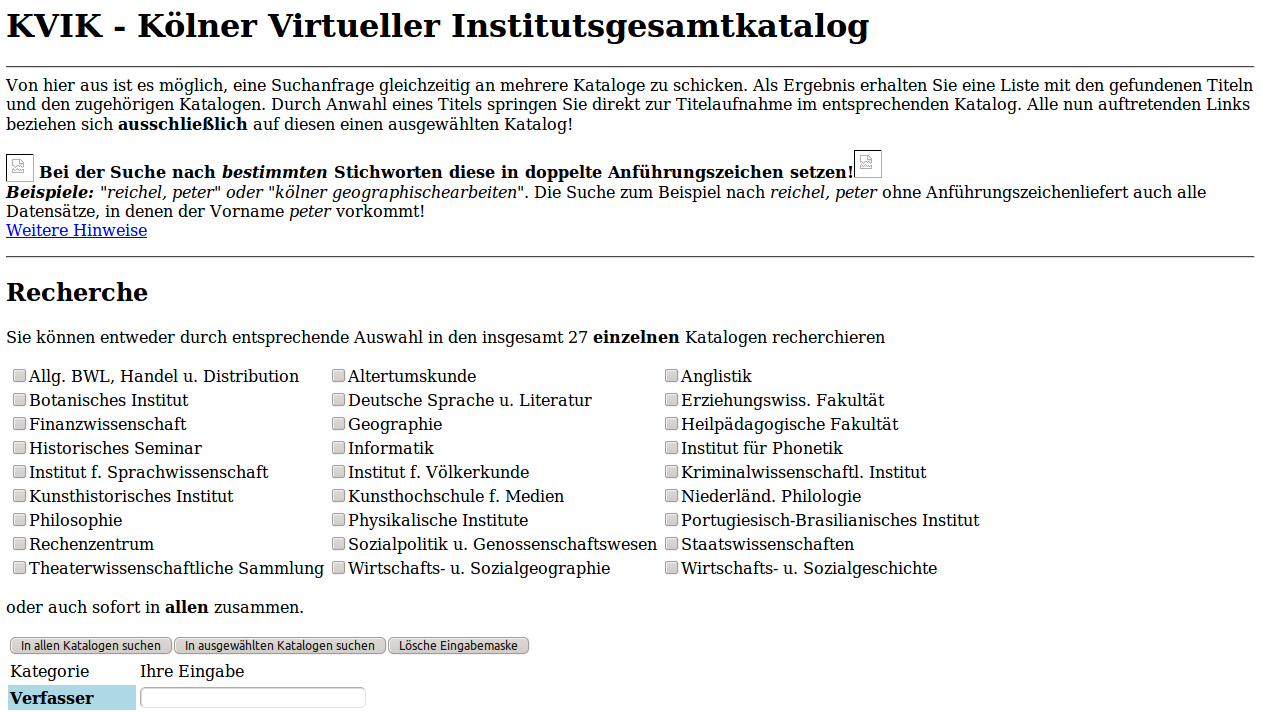 KVIK - Kölner Virtueller Institutsgesamtkatalog
Von hier aus ist es möglich, eine Suchanfrage gleichzeitig an mehrere Kataloge zu schicken. Als Ergebnis erhalten Sie eine Liste mit den gefundenen Titeln
und den zugehörigen Katalogen. Durch Anwahl eines Titels springen Sie direkt zur Titelaufnahme im entsprechenden Katalog. Alle nun auftretenden Links
beziehen sich ausschließlich auf diesen einen ausgewählten Katalog!
Bei der Suche nach bestimmten Stichworten diese in doppelte Anführungszeichen setzen!
Beispiele: "reichel, peter" oder "kölner geographischearbeiten". Die Suche zum Beispiel nach reichel, peter ohne Anführungszeichenliefert auch alle
Datensätze, in denen der Vorname peter vorkommt!
Weitere Hinweise
Recherche
Sie können entweder durch entsprechende Auswahl in den insgesamt 27 einzelnen Katalogen recherchieren
Allg. BWL, Handel u. Distribution Altertumskunde Anglistik
Botanisches Institut Deutsche Sprache u. Literatur Erziehungswiss. Fakultät
Finanzwissenschaft Geographie Heilpädagogische Fakultät
Historisches Seminar Informatik Institut für Phonetik
Institut f. Sprachwissenschaft Institut f. Völkerkunde Kriminalwissenschaftl. Institut
Kunsthistorisches Institut Kunsthochschule f. Medien Niederländ. Philologie
Philosophie Physikalische Institute Portugiesisch-Brasilianisches Institut
Rechenzentrum Sozialpolitik u. Genossenschaftswesen Staatswissenschaften
Theaterwissenschaftliche Sammlung Wirtschafts- u. Sozialgeographie Wirtschafts- u. Sozialgeschichte
oder auch sofort in allen zusammen.
In allen Katalogen suchen In ausgewählten Katalogen suchen Lösche Eingabemaske
Kategorie Ihre Eingabe
Verfasser